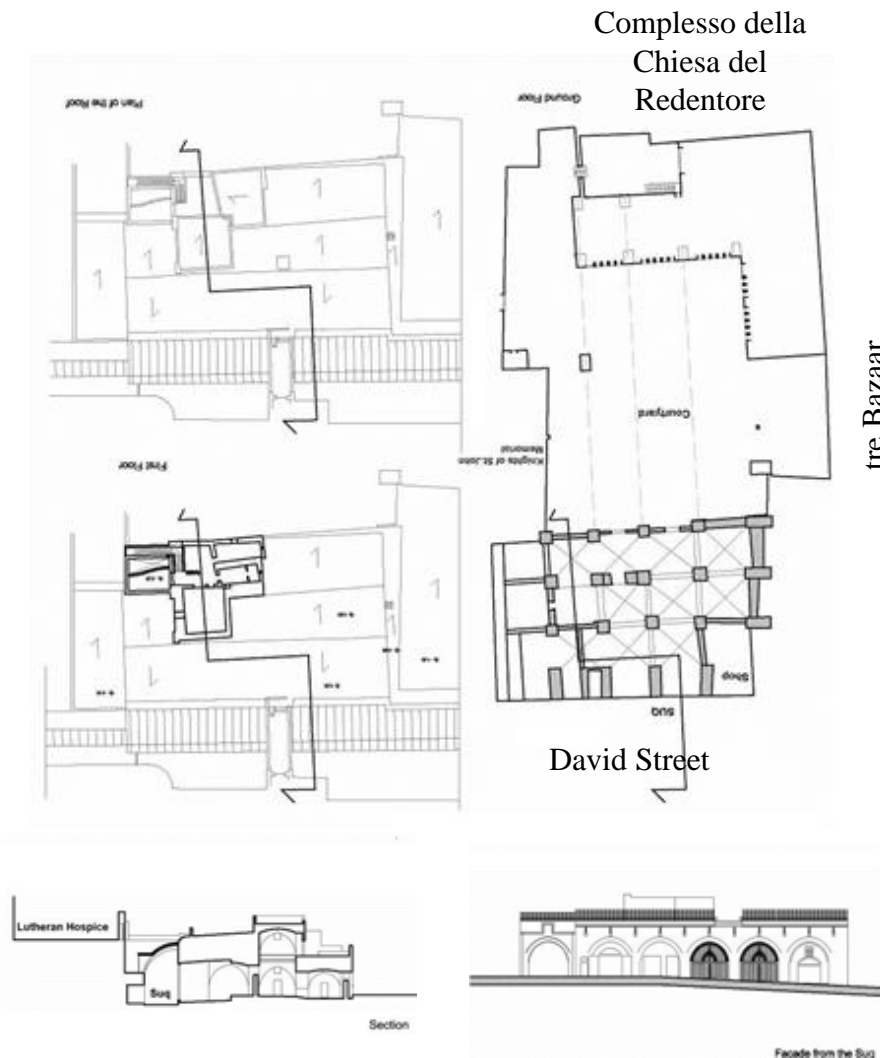 Complesso della
Chiesa del
Redentore
Plan of the Roof
Ground Floor
tre Bazaar
Courtyard
Knights of St.John
Memorial
First Floor
Shop
SUQ
David Street
Lutheran Hospice
Suq
Section
Facade from the Suq